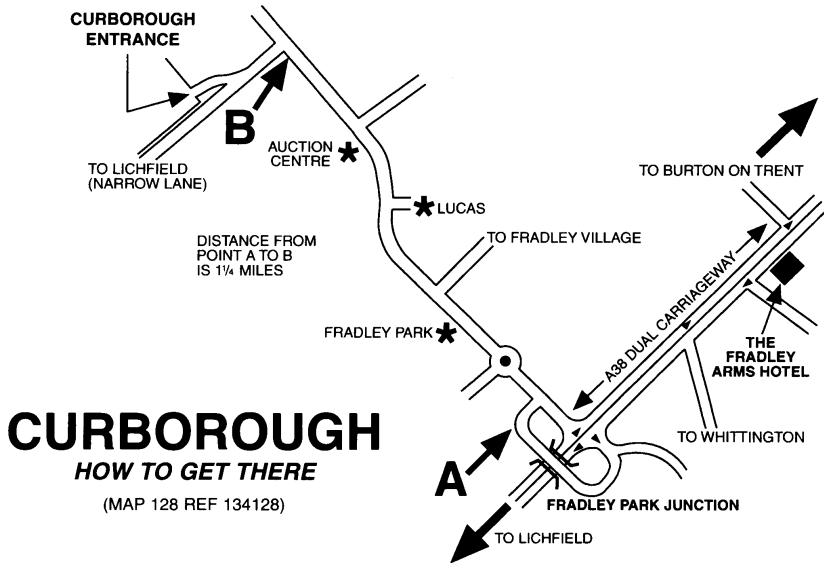 CURBOROUGH
ENTRANCE
B
AUCTION
CENTRE
TO LICHFIELD
(NARROW LANE)
TO BURTON ON TRENT
LUCAS
DISTANCE FROM
POINT A TO B
IS 1¼ MILES
TO FRADLEY VILLAGE
A38 DUAL CARRIAGEWAY
FRADLEY PARK
THE
FRADLEY
ARMS HOTEL
CURBOROUGH
HOW TO GET THERE
(MAP 128 REF 134128)
TO WHITTINGTON
A
FRADLEY PARK JUNCTION
TO LICHFIELD